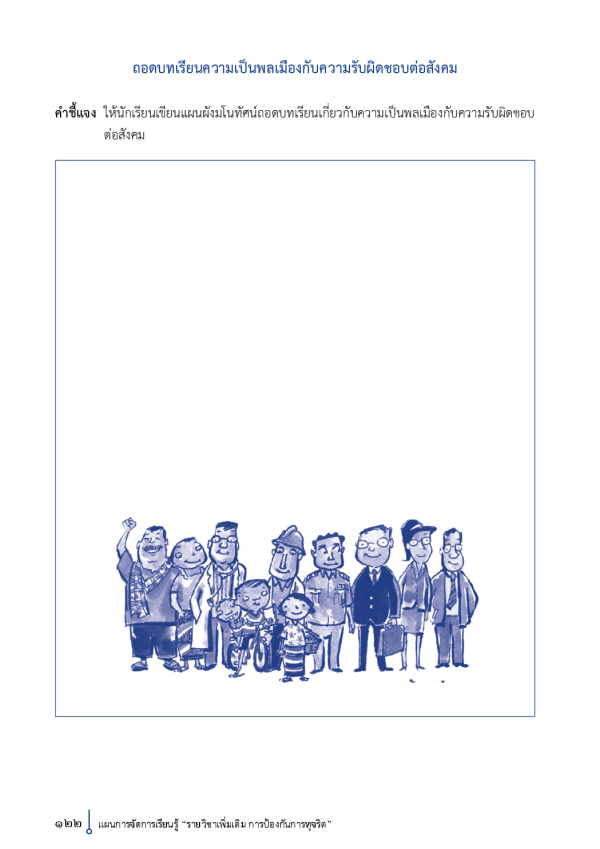 ถอดบทเรียนความเป็นพลเมืองกับความรับผิดชอบต่อสังคม
คำชี้แจง ให้นักเรียนเขียนแผนผังมโนทัศน์ถอดบทเรียนเกี่ยวกับความเป็นพลเมืองกับความรับผิดชอบ
ต่อสังคม
๑๒๒ แผนการจัดการเรียนรู้ “รายวิชาเพิ่มเติม การป้องกันการทุจริต”